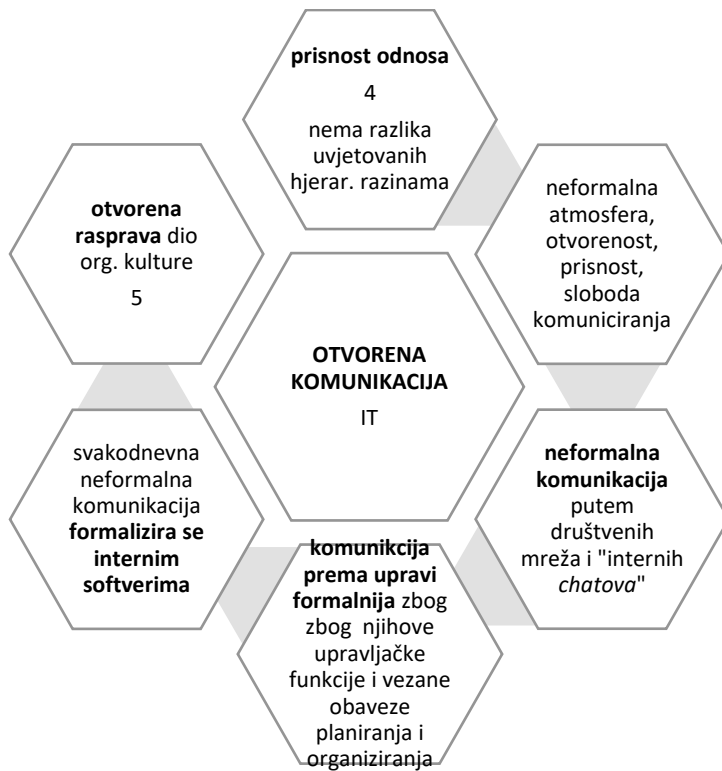 prisnost odnosa
4
nema razlika
uvjetovanih
hjerar. razinama
neformalna
atmosfera,
otvorenost,
prisnost,
sloboda
komuniciranja
neformalna
komunikacija
putem
društvenih
mreža i "internih
chatova"
komunikcija
prema upravi
formalnija zbog
zbog njihove
upravljačke
funkcije i vezane
obaveze
planiranja i
organiziranja
svakodnevna
neformalna
komunikacija
formalizira se
internim
softverima
otvorena
rasprava dio
org. kulture
5
OTVORENA
KOMUNIKACIJA
IT